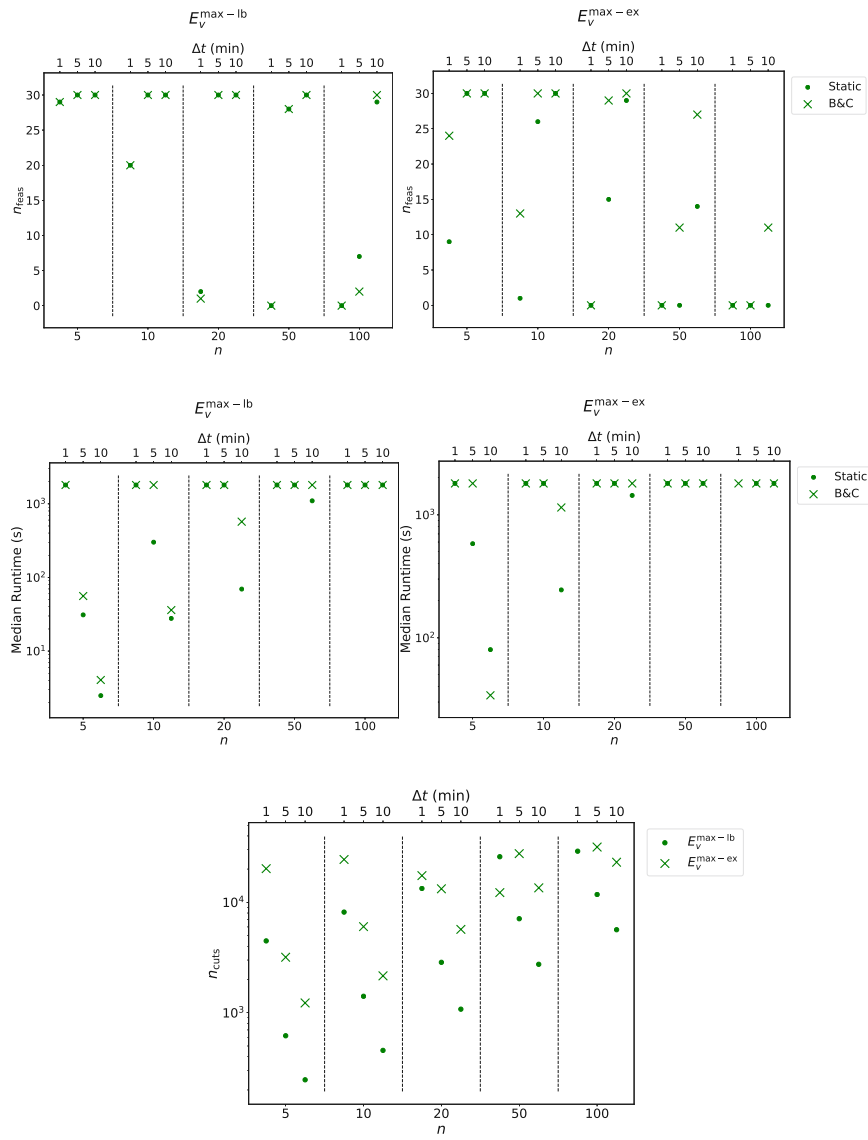 E_v^{max−lb}
Δt (min)
1 5 10 1 5 10 1 5 10 1 5 10 1 5 10
30
25
20
15
10
5
0
n_feas
5 10 20 50 100
n
E_v^{max−ex}
Δt (min)
1 5 10 1 5 10 1 5 10 1 5 10 1 5 10
30
25
20
15
10
5
0
n_feas
5 10 20 50 100
n
Static
B&C
E_v^{max−lb}
Δt (min)
1 5 10 1 5 10 1 5 10 1 5 10 1 5 10
10^3
10^2
10^1
Median Runtime (s)
5 10 20 50 100
n
E_v^{max−ex}
Δt (min)
1 5 10 1 5 10 1 5 10 1 5 10 1 5 10
10^3
10^2
Median Runtime (s)
5 10 20 50 100
n
Static
B&C
Δt (min)
1 5 10 1 5 10 1 5 10 1 5 10 1 5 10
10^4
10^3
n_cuts
5 10 20 50 100
n
E_v^{max−lb}
E_v^{max−ex}